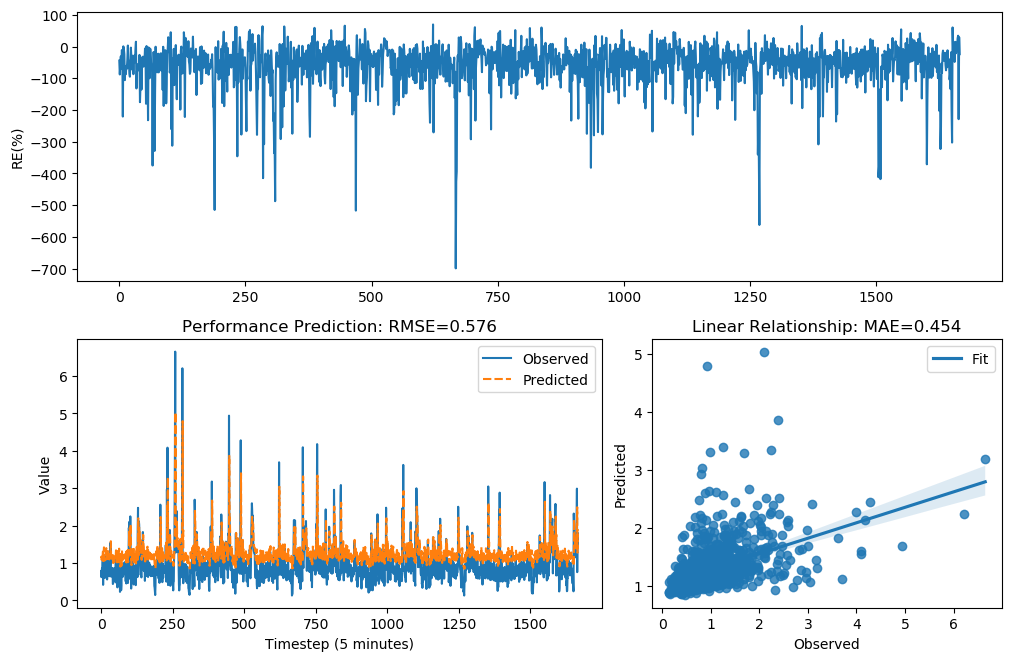 100
0
−100
−200
−300
−400
−500
−600
−700
RE(%)
0 250 500 750 1000 1250 1500
Performance Prediction: RMSE=0.576
Observed
Predicted
6
5
4
3
2
1
0
Value
0 250 500 750 1000 1250 1500
Timestep (5 minutes)
Linear Relationship: MAE=0.454
Fit
5
4
3
2
1
Predicted
0 1 2 3 4 5 6
Observed